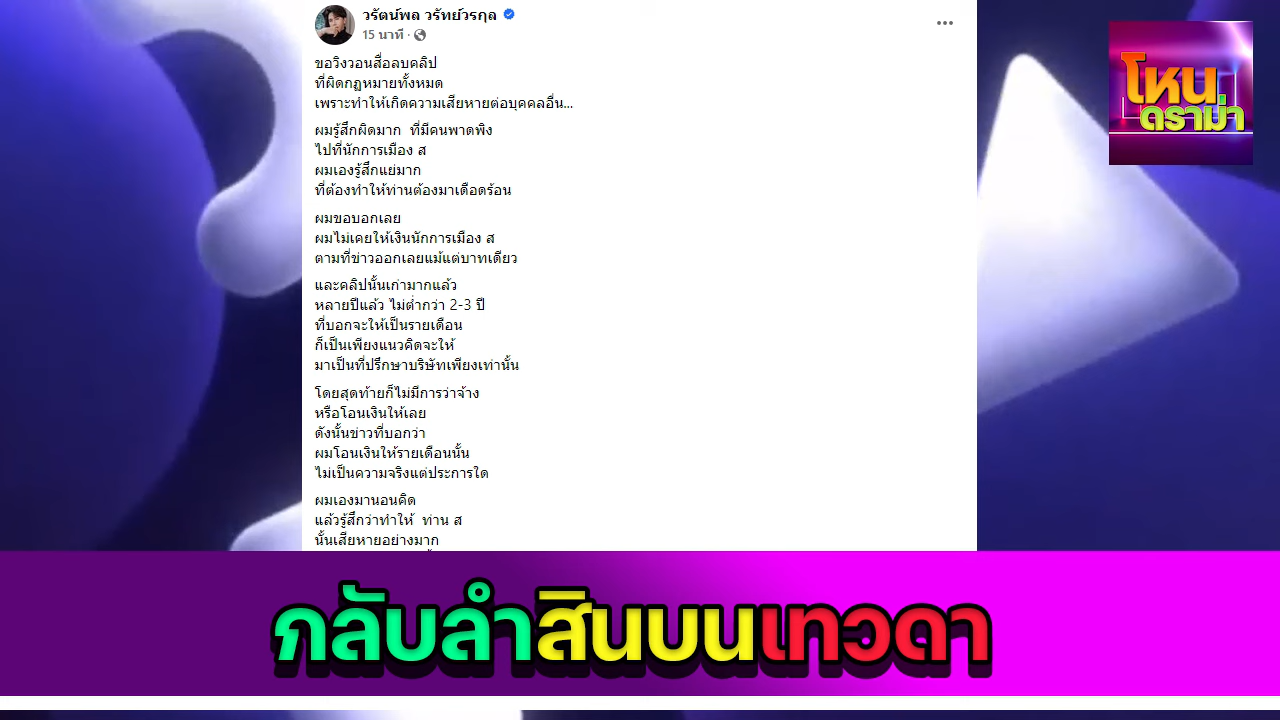 วรัตน์พล วรัทย์วรกุล
15 นาที ·
ขอวิงวอนสื่อลบคลิป
ที่ผิดกฏหมายทั้งหมด
เพราะทำให้เกิดความเสียหายต่อบุคคลอื่น...
ผมรู้สึกผิดมาก ที่มีคนพาดพิง
ไปที่นักการเมือง ส
ผมเองรู้สึกแย่มาก
ที่ต้องทำให้ท่านต้องมาเดือดร้อน
ผมขอบอกเลย
ผมไม่เคยให้เงินนักการเมือง ส
ตามที่ข่าวออกเลยแม้แต่บาทเดียว
และคลิปนั้นเก่ามากแล้ว
หลายปีแล้ว ไม่ต่ำกว่า 2-3 ปี
ที่บอกจะให้เป็นรายเดือน
ก็เป็นเพียงแนวคิดจะให้
มาเป็นที่ปรึกษาบริษัทเพียงเท่านั้น
โดยสุดท้ายก็ไม่มีการว่าจ้าง
หรือโอนเงินให้เลย
ดังนั้นข่าวที่บอกว่า
ผมโอนเงินให้รายเดือนนั้น
ไม่เป็นความจริงแต่ประการใด
ผมเองมานอนคิด
แล้วรู้สึกว่าทำให้ ท่าน ส
นั้นเสียหายอย่างมาก
โหน
ดราม่า
กลับลำสินบนเทวดา